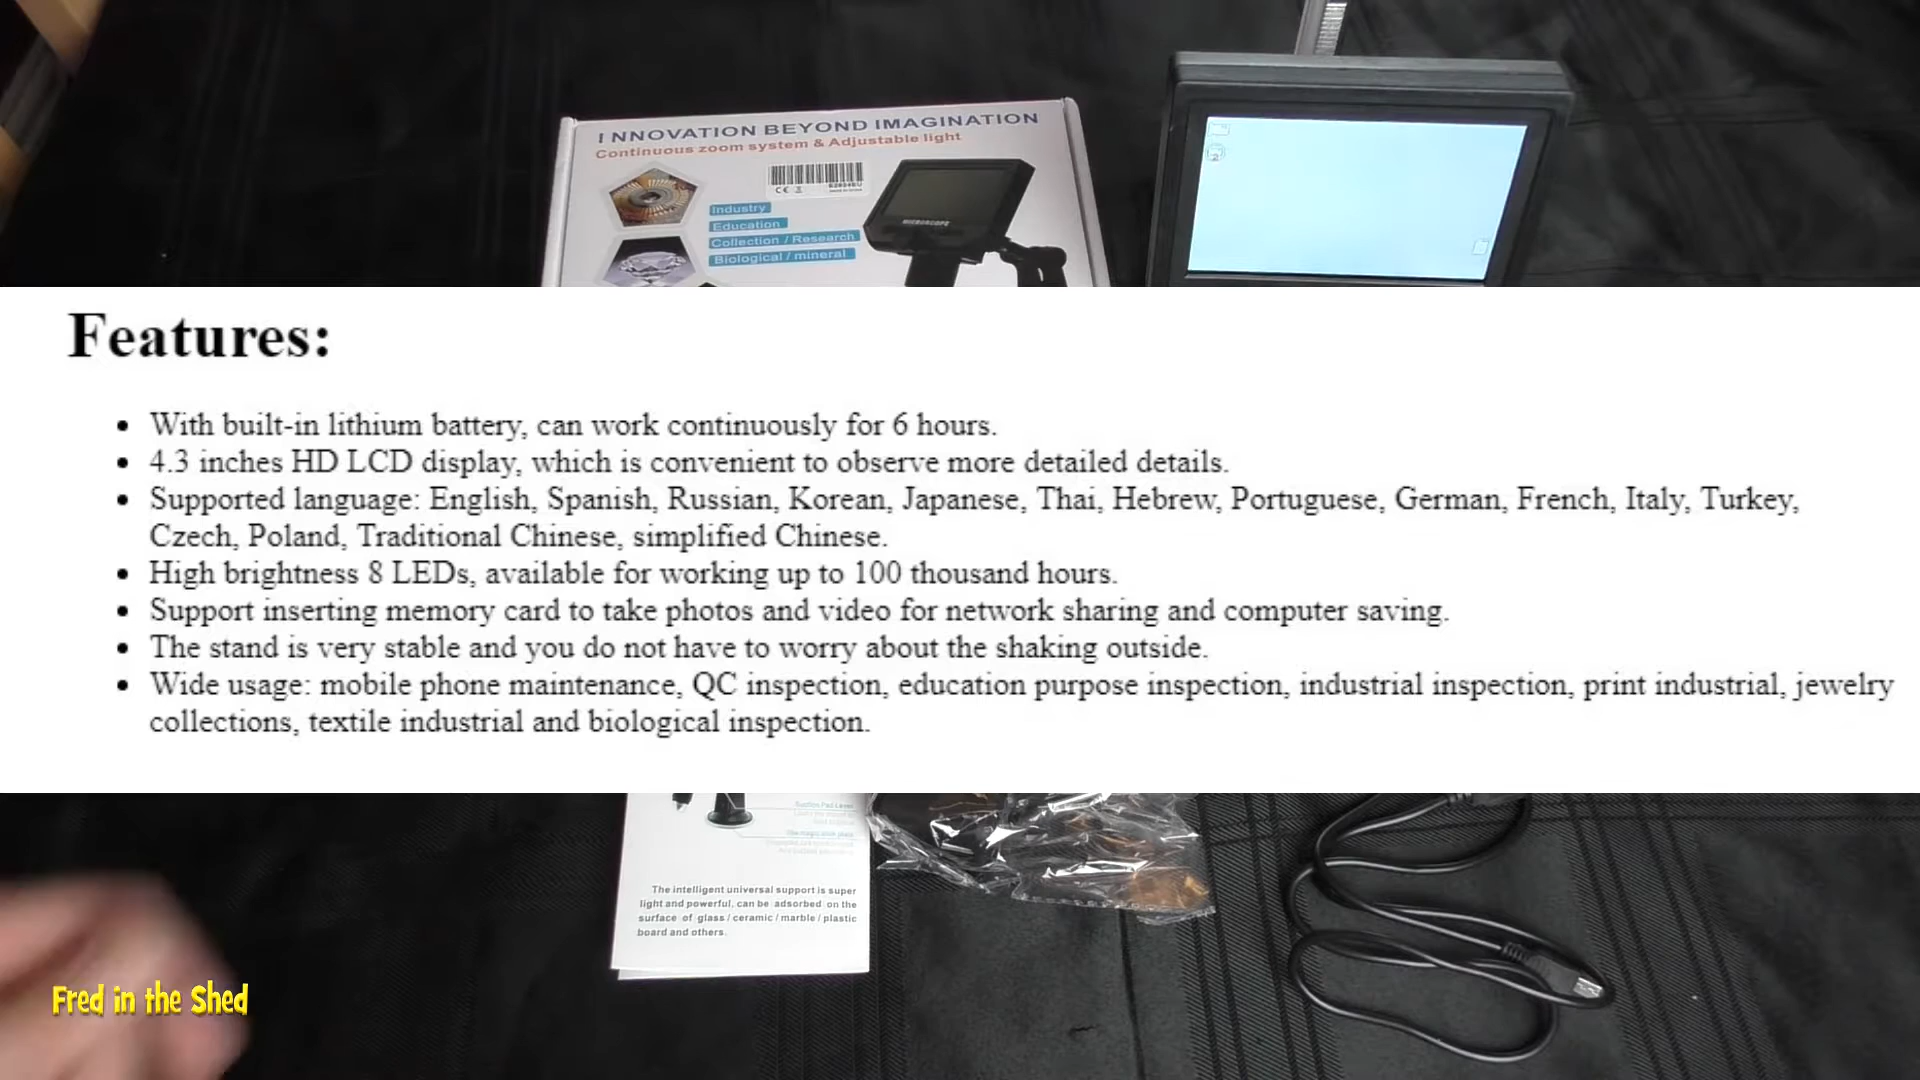 I NNOVATION BEYOND IMAGINATION
Continuous zoom system & Adjustable light
Industry
Education
Collection / Research
Biological / mineral
MICROSCOPE
Features:
With built-in lithium battery, can work continuously for 6 hours.
4.3 inches HD LCD display, which is convenient to observe more detailed details.
Supported language: English, Spanish, Russian, Korean, Japanese, Thai, Hebrew, Portuguese, German, French, Italy, Turkey,
Czech, Poland, Traditional Chinese, simplified Chinese.
High brightness 8 LEDs, available for working up to 100 thousand hours.
Support inserting memory card to take photos and video for network sharing and computer saving.
The stand is very stable and you do not have to worry about the shaking outside.
Wide usage: mobile phone maintenance, QC inspection, education purpose inspection, industrial inspection, print industrial, jewelry
collections, textile industrial and biological inspection.
Suction Pad Lever
The intelligent universal support is super
light and powerful, can be adsorbed on the
surface of glass / ceramic / marble / plastic
board and others.
Fred in the Shed